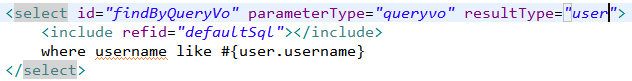 <select id="findByQueryVo" parameterType="queryvo" resultType="user">
<include refid="defaultSql"></include>
where username like #{user.username}
</select>